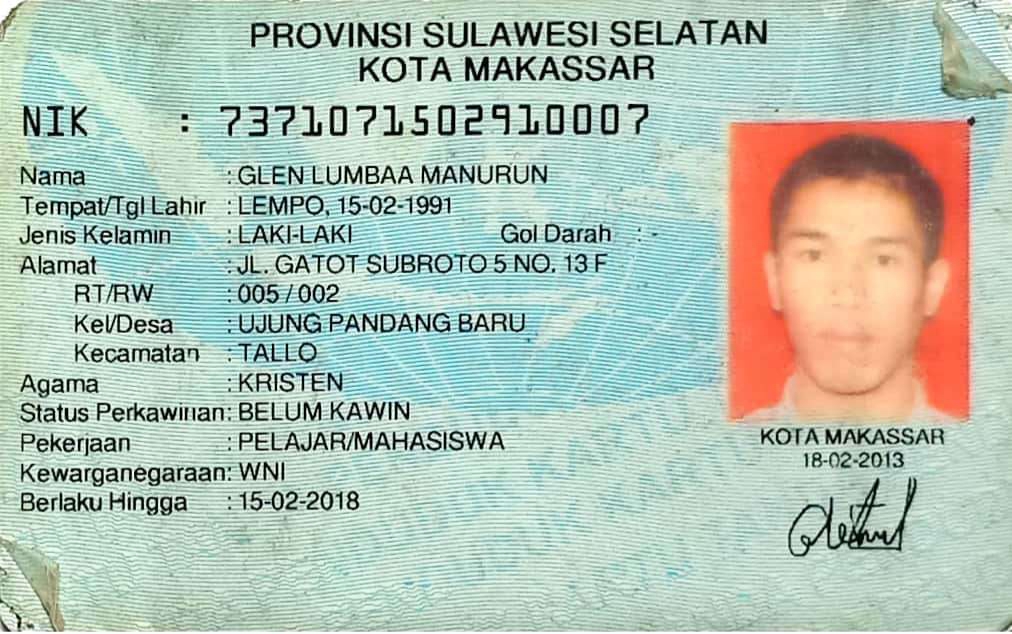 PROVINSI SULAWESI SELATAN
KOTA MAKASSAR
NIK : 7371071502910007
Nama : GLEN LUMBAA MANURUN
Tempat/Tgl Lahir : LEMPO, 15-02-1991
Jenis Kelamin : LAKI-LAKI Gol Darah : -
Alamat : JL. GATOT SUBROTO 5 NO. 13 F
RT/RW : 005 / 002
Kel/Desa : UJUNG PANDANG BARU
Kecamatan : TALLO
Agama : KRISTEN
Status Perkawinan: BELUM KAWIN
Pekerjaan : PELAJAR/MAHASISWA
Kewarganegaraan: WNI
Berlaku Hingga : 15-02-2018
KOTA MAKASSAR
18-02-2013